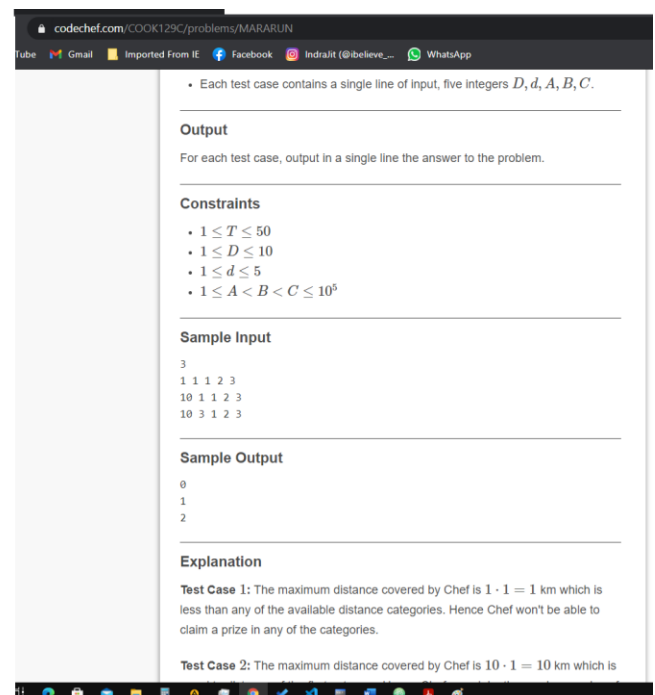 codechef.com/COOK129C/problems/MARARUN
Tube Gmail Imported From IE Facebook IndraJit (@ibelieve_... WhatsApp
• Each test case contains a single line of input, five integers D, d, A, B, C.
Output
For each test case, output in a single line the answer to the problem.
Constraints
• 1 ≤ T ≤ 50
• 1 ≤ D ≤ 10
• 1 ≤ d ≤ 5
• 1 ≤ A < B < C ≤ 10⁵
Sample Input
3
1 1 1 2 3
10 1 1 2 3
10 3 1 2 3
Sample Output
0
1
2
Explanation
Test Case 1: The maximum distance covered by Chef is 1 · 1 = 1 km which is
less than any of the available distance categories. Hence Chef won't be able to
claim a prize in any of the categories.
Test Case 2: The maximum distance covered by Chef is 10 · 1 = 10 km which is